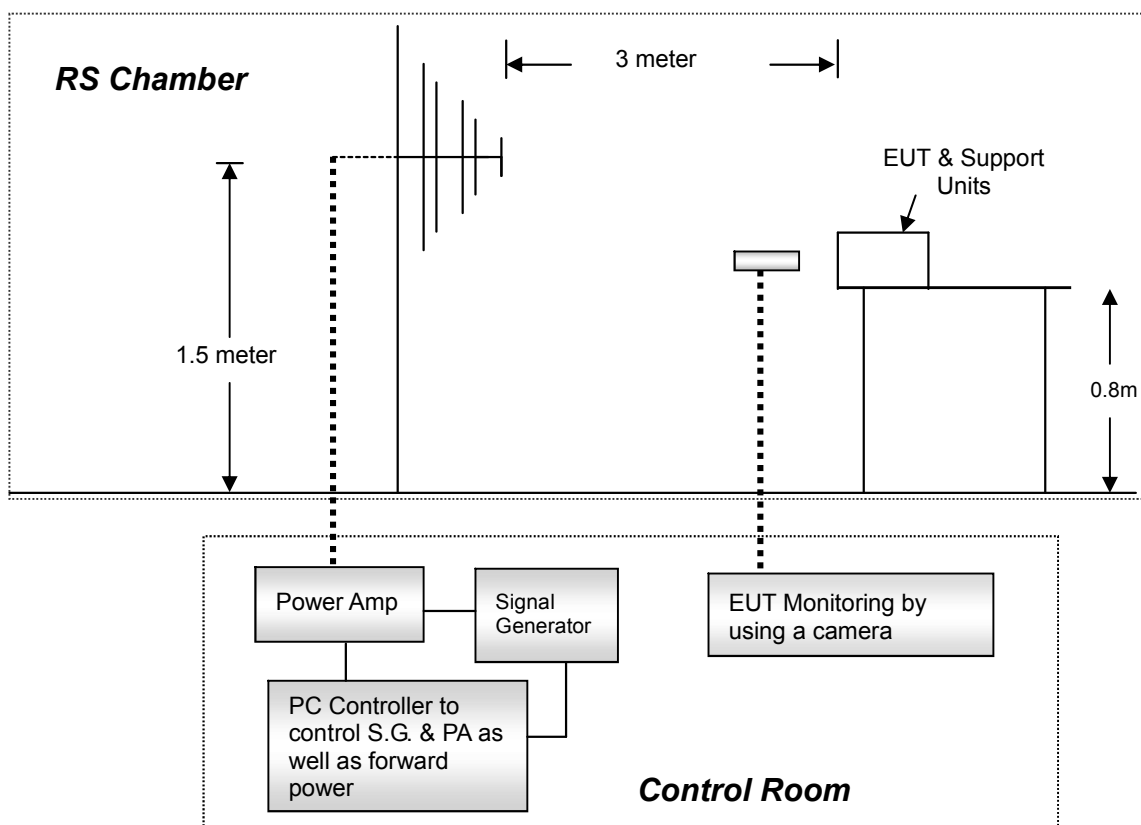 RS Chamber
3 meter
EUT & Support
Units
1.5 meter
0.8m
Power Amp
Signal
Generator
EUT Monitoring by
using a camera
PC Controller to
control S.G. & PA as
well as forward
power
Control Room